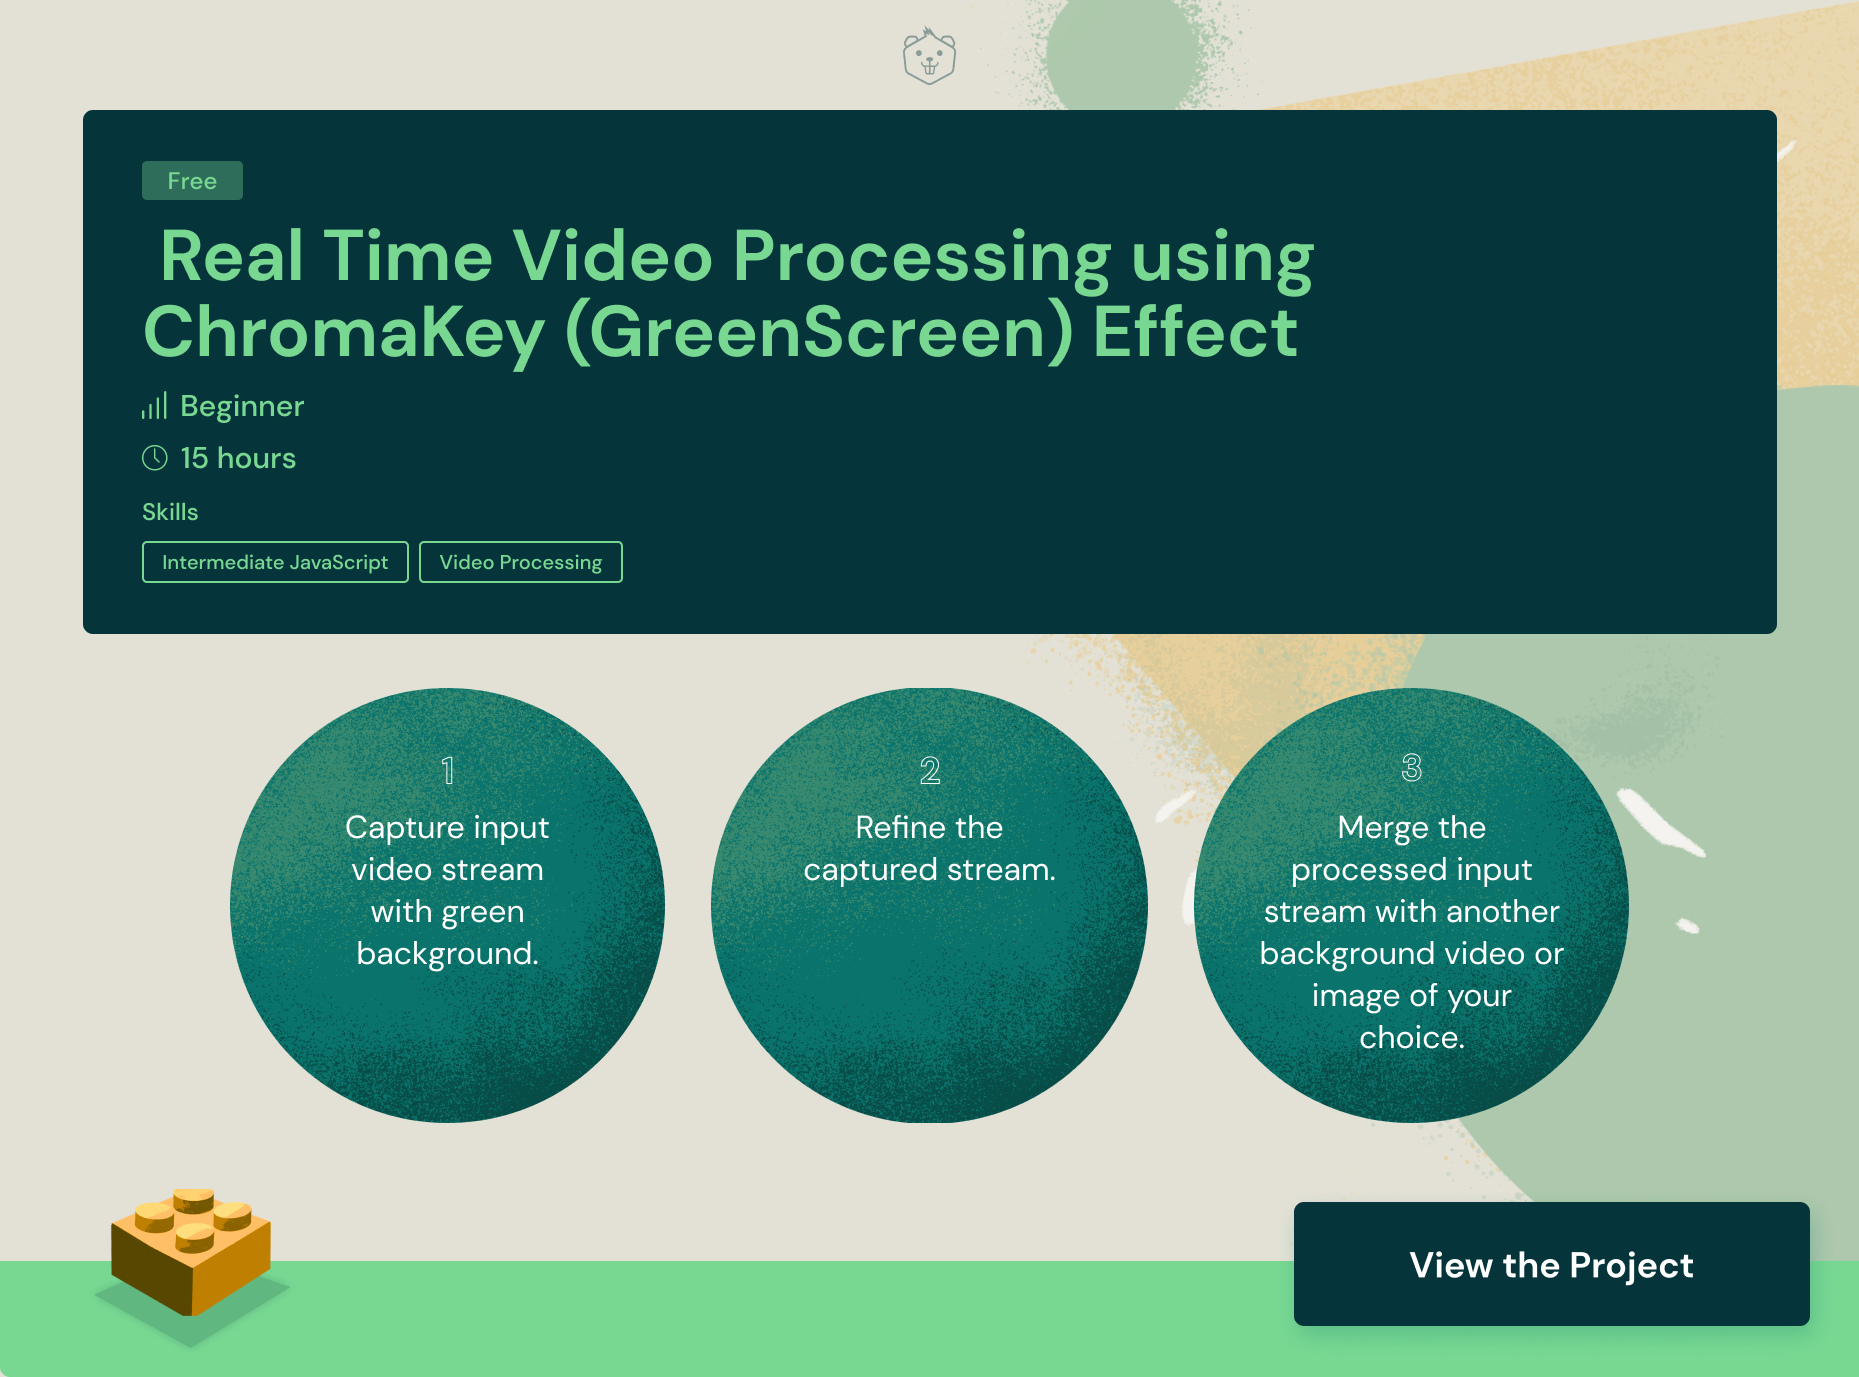 Free
Real Time Video Processing using
ChromaKey (GreenScreen) Effect
Beginner
15 hours
Skills
Intermediate JavaScript
Video Processing
1
Capture input
video stream
with green
background.
2
Refine the
captured stream.
3
Merge the
processed input
stream with another
background video or
image of your
choice.
View the Project